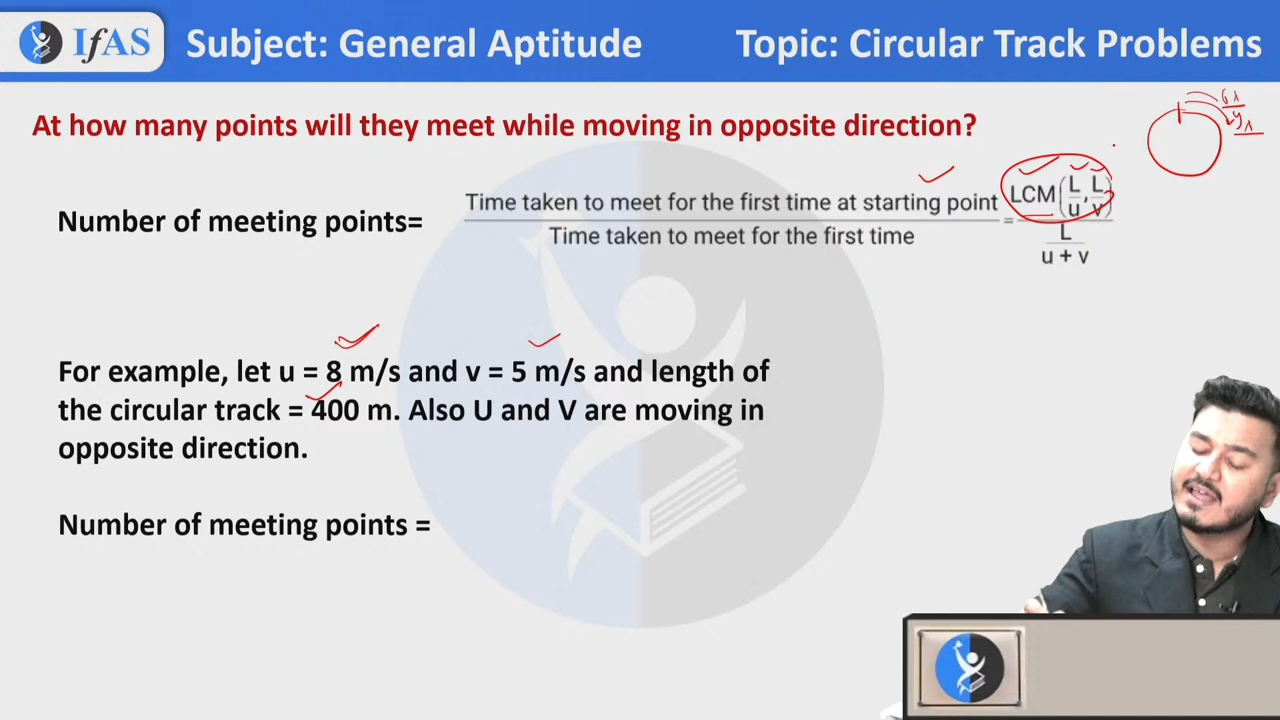 IfAS
Subject: General Aptitude
Topic: Circular Track Problems
At how many points will they meet while moving in opposite direction?
Number of meeting points=
Time taken to meet for the first time at starting point
Time taken to meet for the first time
=
LCM(L/u, L/v)
L
u + v
For example, let u = 8 m/s and v = 5 m/s and length of
the circular track = 400 m. Also U and V are moving in
opposite direction.
Number of meeting points =